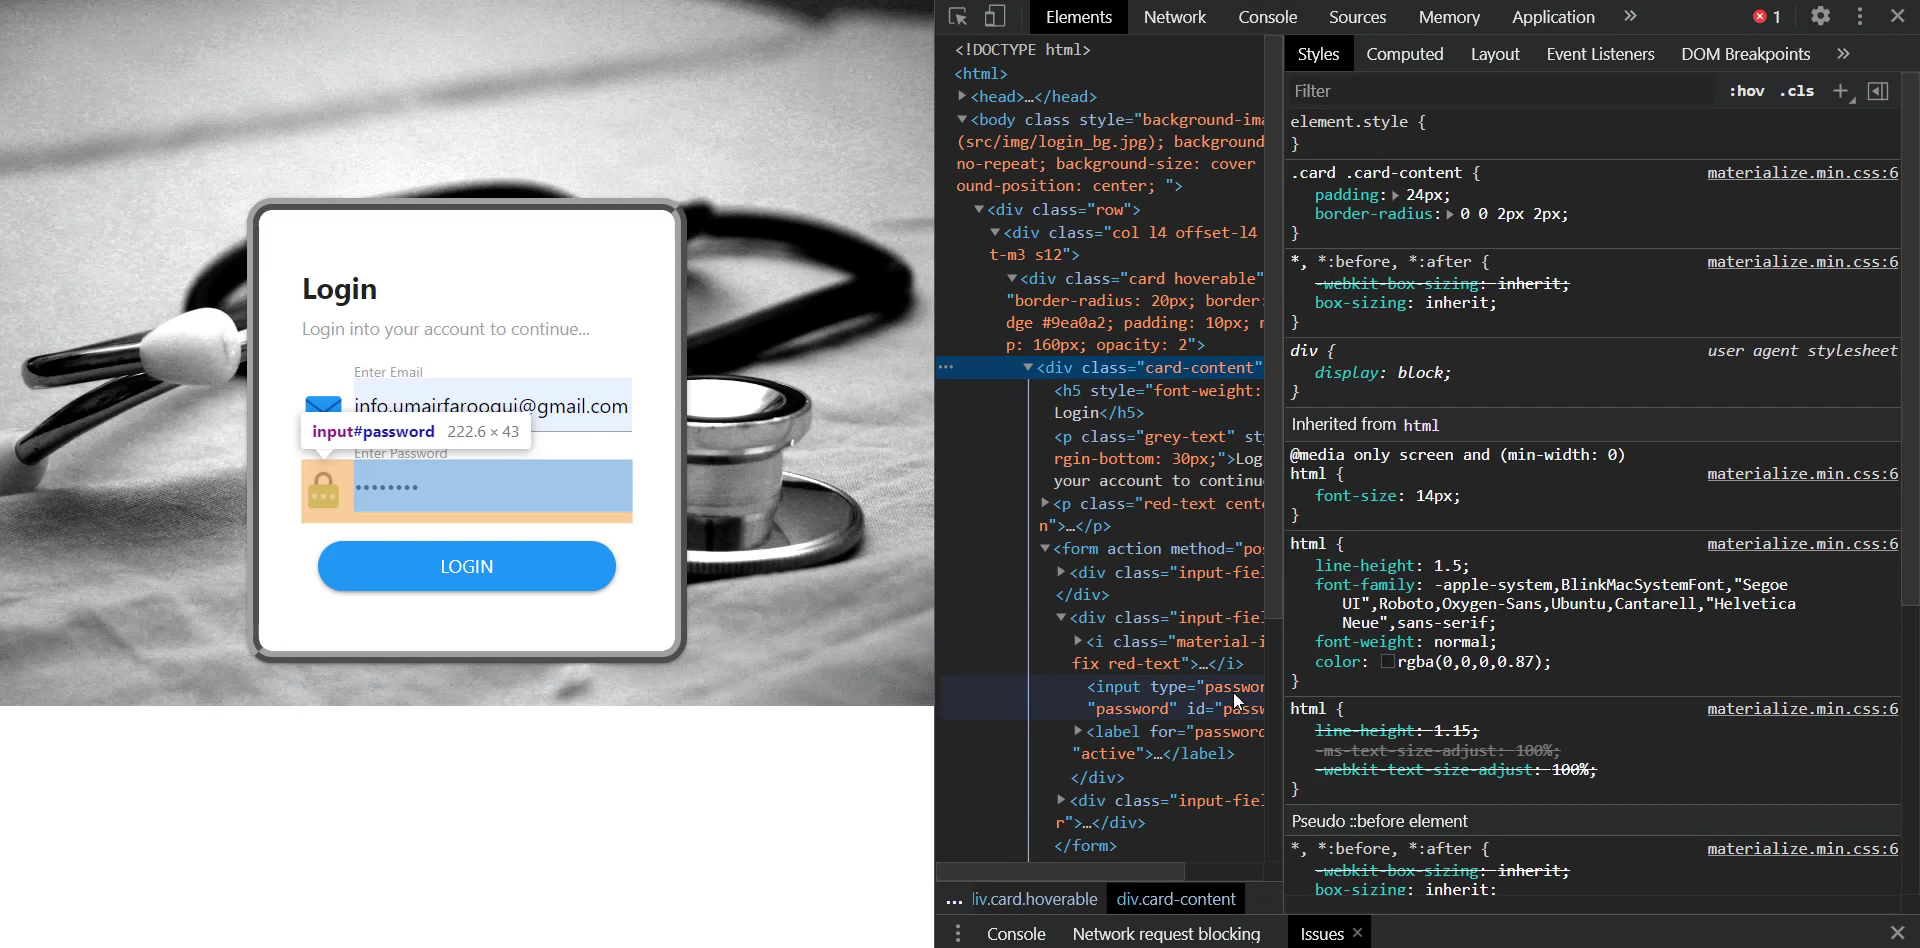 Login
Login into your account to continue...
Enter Email
info.umairfarooqui@gmail.com
input#password 222.6 × 43
Enter Password
••••••••
LOGIN
Elements Network Console Sources Memory Application » 1
<!DOCTYPE html>
<html>
<head>…</head>
<body class style="background-ima
(src/img/login_bg.jpg); background
no-repeat; background-size: cover
ound-position: center; ">
<div class="row">
<div class="col l4 offset-l4
t-m3 s12">
<div class="card hoverable"
"border-radius: 20px; border:
dge #9ea0a2; padding: 10px; m
p: 160px; opacity: 2">
<div class="card-content"
<h5 style="font-weight:
Login</h5>
<p class="grey-text" sty
rgin-bottom: 30px;">Log
your account to continu
<p class="red-text cente
n">…</p>
<form action method="pos
<div class="input-fiel
</div>
<div class="input-fiel
<i class="material-i
fix red-text">…</i>
<input type="passwor
"password" id="passw
<label for="password
"active">…</label>
</div>
<div class="input-fiel
r">…</div>
</form>
... iv.card.hoverable div.card-content
Styles Computed Layout Event Listeners DOM Breakpoints »
Filter :hov .cls +
element.style {
}
.card .card-content { materialize.min.css:6
padding: 24px;
border-radius: 0 0 2px 2px;
}
*, *:before, *:after { materialize.min.css:6
-webkit-box-sizing: inherit;
box-sizing: inherit;
}
div { user agent stylesheet
display: block;
}
Inherited from html
@media only screen and (min-width: 0)
html { materialize.min.css:6
font-size: 14px;
}
html { materialize.min.css:6
line-height: 1.5;
font-family: -apple-system,BlinkMacSystemFont,"Segoe
UI",Roboto,Oxygen-Sans,Ubuntu,Cantarell,"Helvetica
Neue",sans-serif;
font-weight: normal;
color: rgba(0,0,0,0.87);
}
html { materialize.min.css:6
line-height: 1.15;
-ms-text-size-adjust: 100%;
-webkit-text-size-adjust: 100%;
}
Pseudo ::before element
*, *:before, *:after { materialize.min.css:6
-webkit-box-sizing: inherit;
box-sizing: inherit;
Console Network request blocking Issues ×